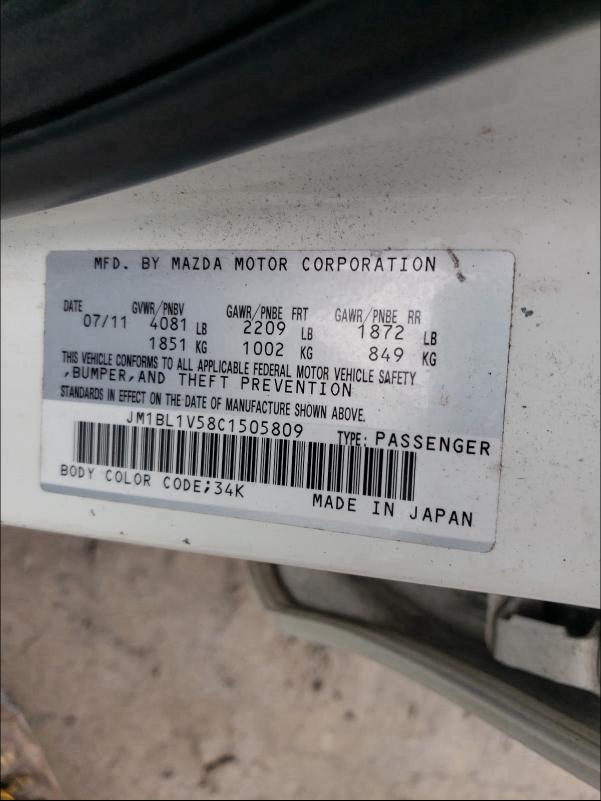 MFD. BY MAZDA MOTOR CORPORATION
DATE GVWR/PNBV GAWR/PNBE FRT GAWR/PNBE RR
07/11 4081 LB 2209 LB 1872 LB
1851 KG 1002 KG 849 KG
THIS VEHICLE CONFORMS TO ALL APPLICABLE FEDERAL MOTOR VEHICLE SAFETY
,BUMPER,AND THEFT PREVENTION
STANDARDS IN EFFECT ON THE DATE OF MANUFACTURE SHOWN ABOVE.
JM1BL1V58C1505809 TYPE: PASSENGER
BODY COLOR CODE;34K MADE IN JAPAN